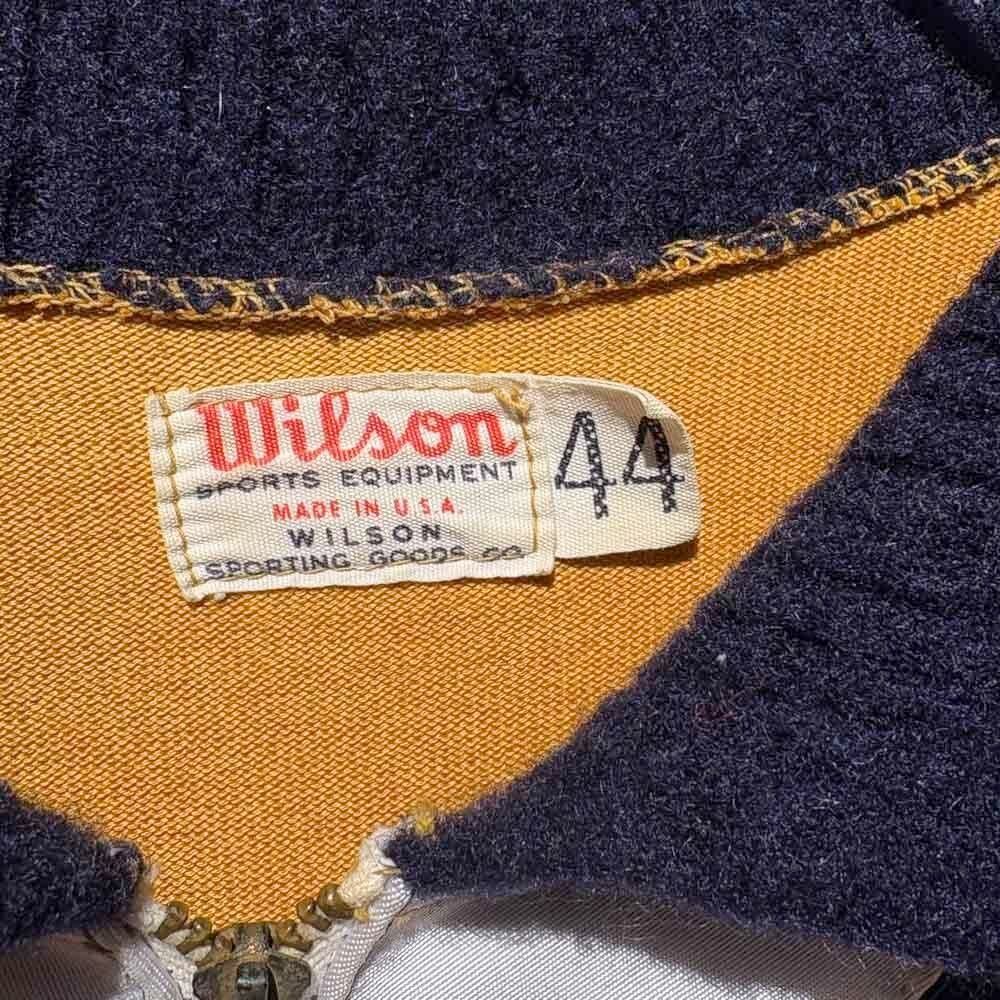 Wilson
SPORTS EQUIPMENT
MADE IN U.S.A.
WILSON
SPORTING GOODS CO
44